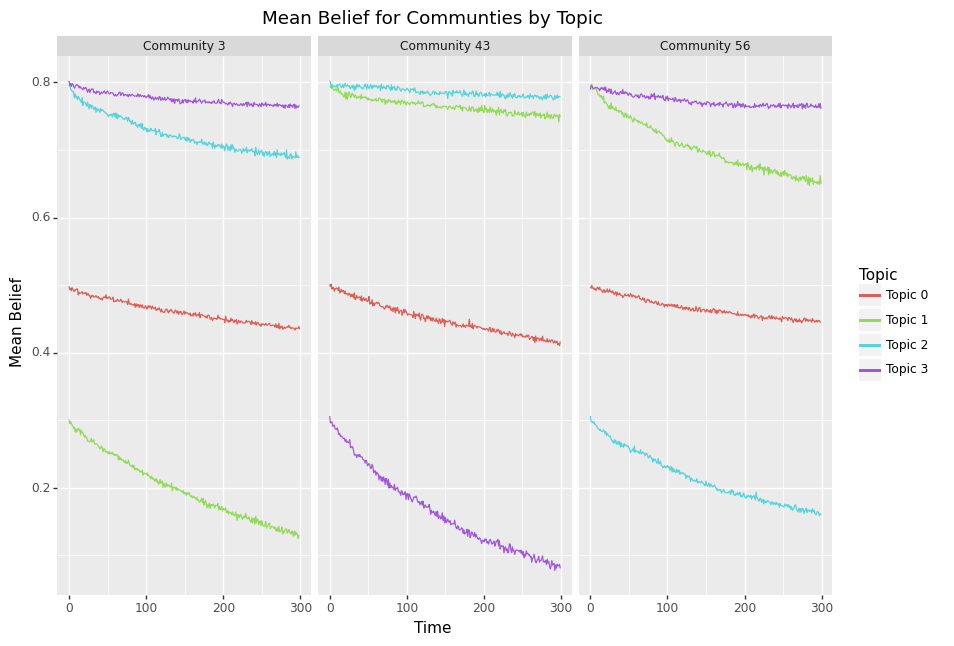 Mean Belief for Communties by Topic
Community 3
Community 43
Community 56
0.8
0.6
0.4
0.2
Mean Belief
0 100 200 300
0 100 200 300
0 100 200 300
Time
Topic
Topic 0
Topic 1
Topic 2
Topic 3